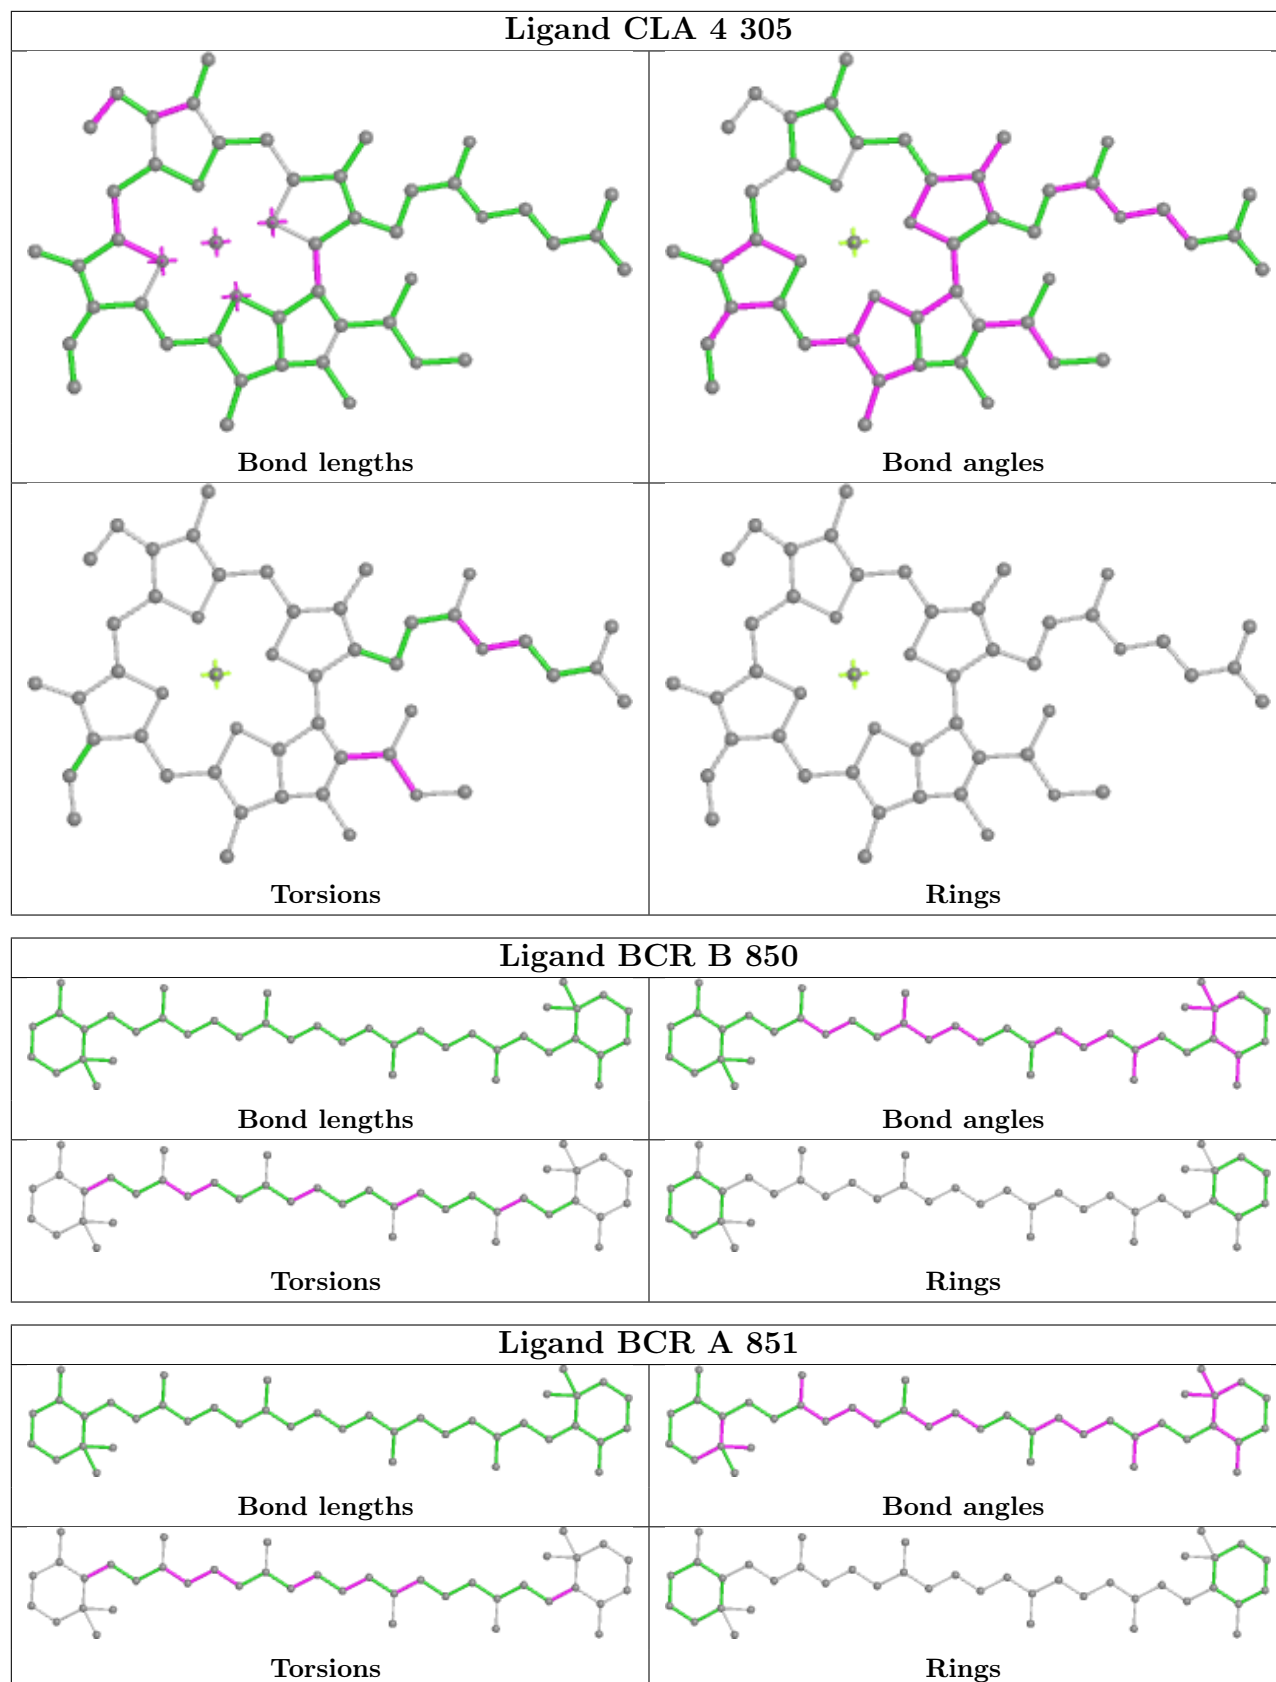 Ligand CLA 4 305
Bond lengths
Bond angles
Torsions
Rings
Ligand BCR B 850
Bond lengths
Bond angles
Torsions
Rings
Ligand BCR A 851
Bond lengths
Bond angles
Torsions
Rings